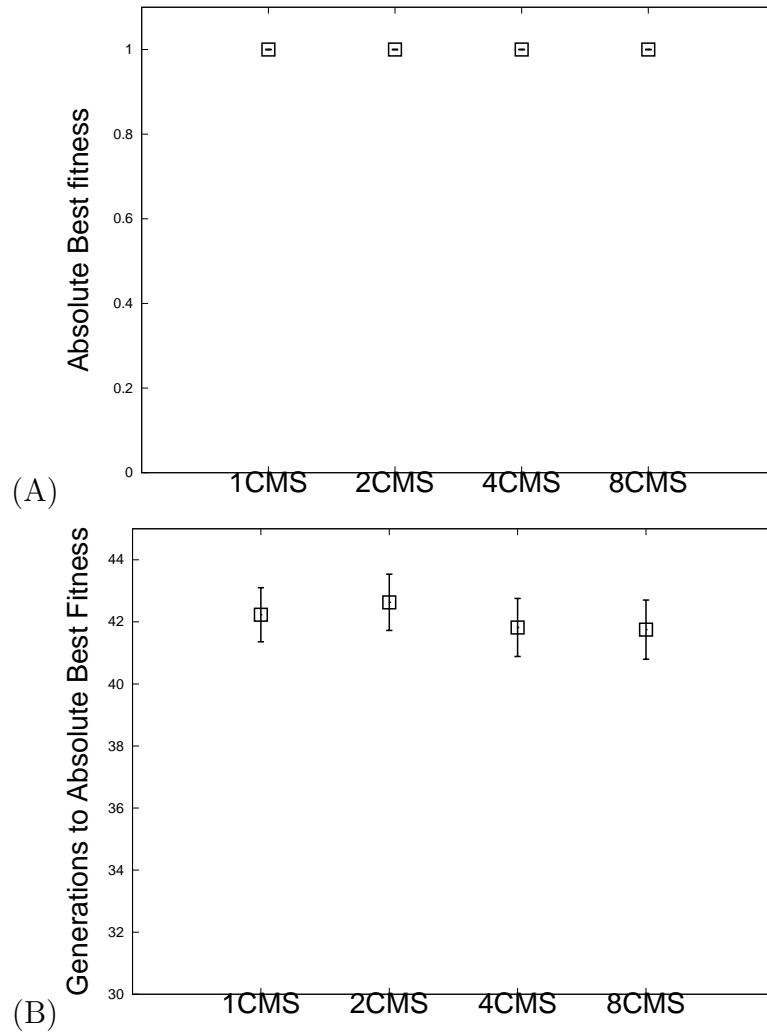 Absolute Best fitness
1
0.8
0.6
0.4
0.2
0
1CMS 2CMS 4CMS 8CMS
(A)
Generations to Absolute Best Fitness
44
42
40
38
36
34
32
30
1CMS 2CMS 4CMS 8CMS
(B)